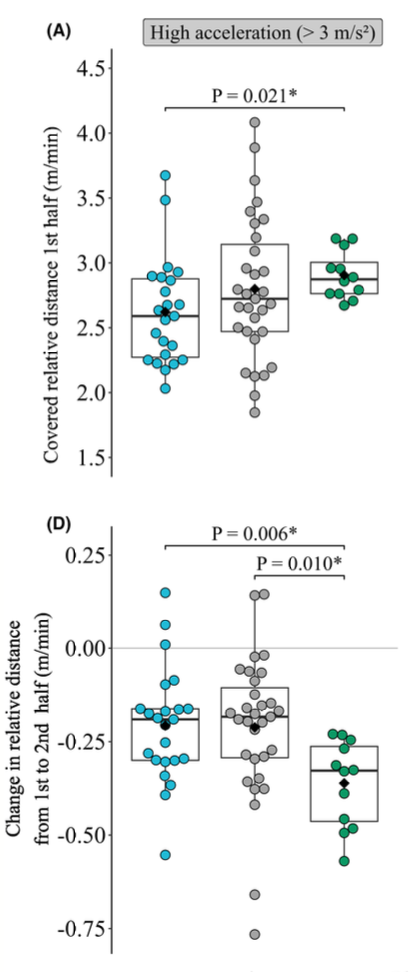 (A)
High acceleration (> 3 m/s²)
P = 0.021*
Covered relative distance 1st half (m/min)
4.5
4.0
3.5
3.0
2.5
2.0
1.5
(D)
P = 0.006*
P = 0.010*
Change in relative distance
from 1st to 2nd half (m/min)
0.25
0.00
-0.25
-0.50
-0.75